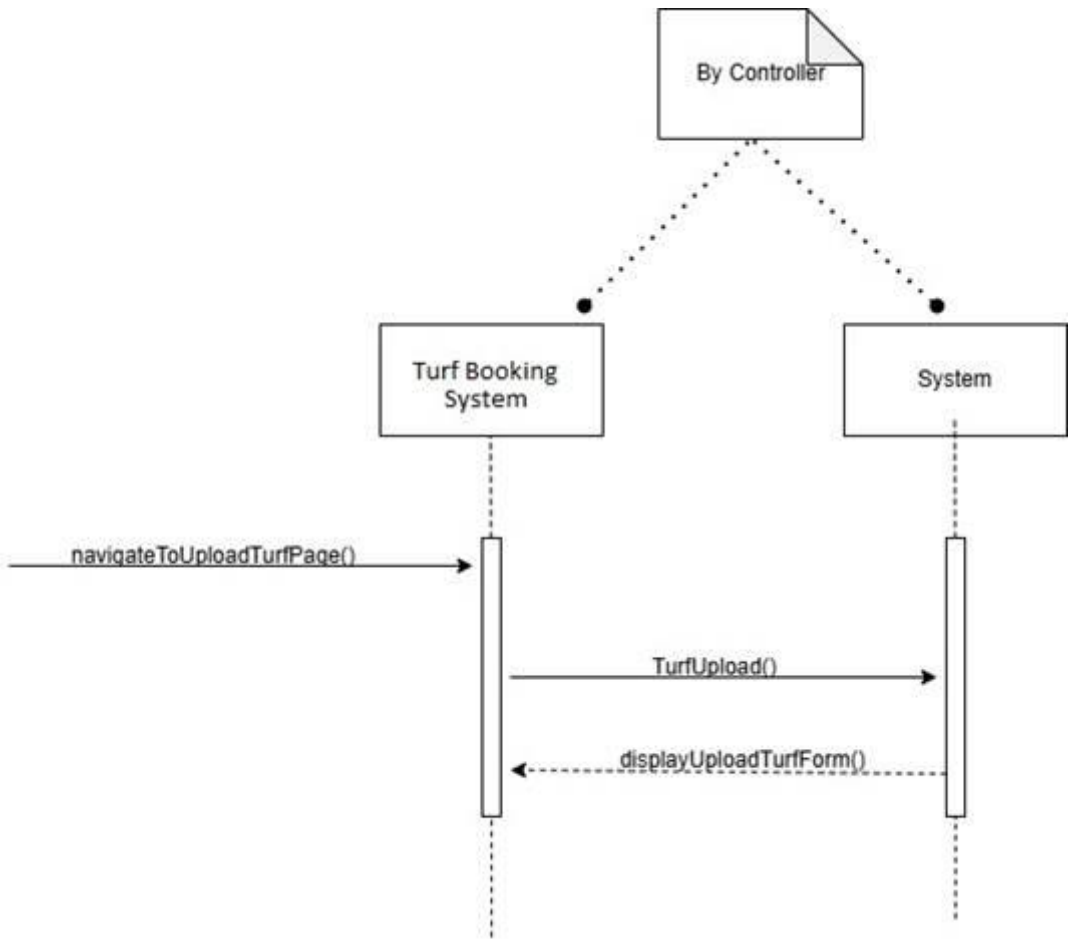 By Controller
Turf Booking
System
System
navigateToUploadTurfPage()
TurfUpload()
displayUploadTurfForm()